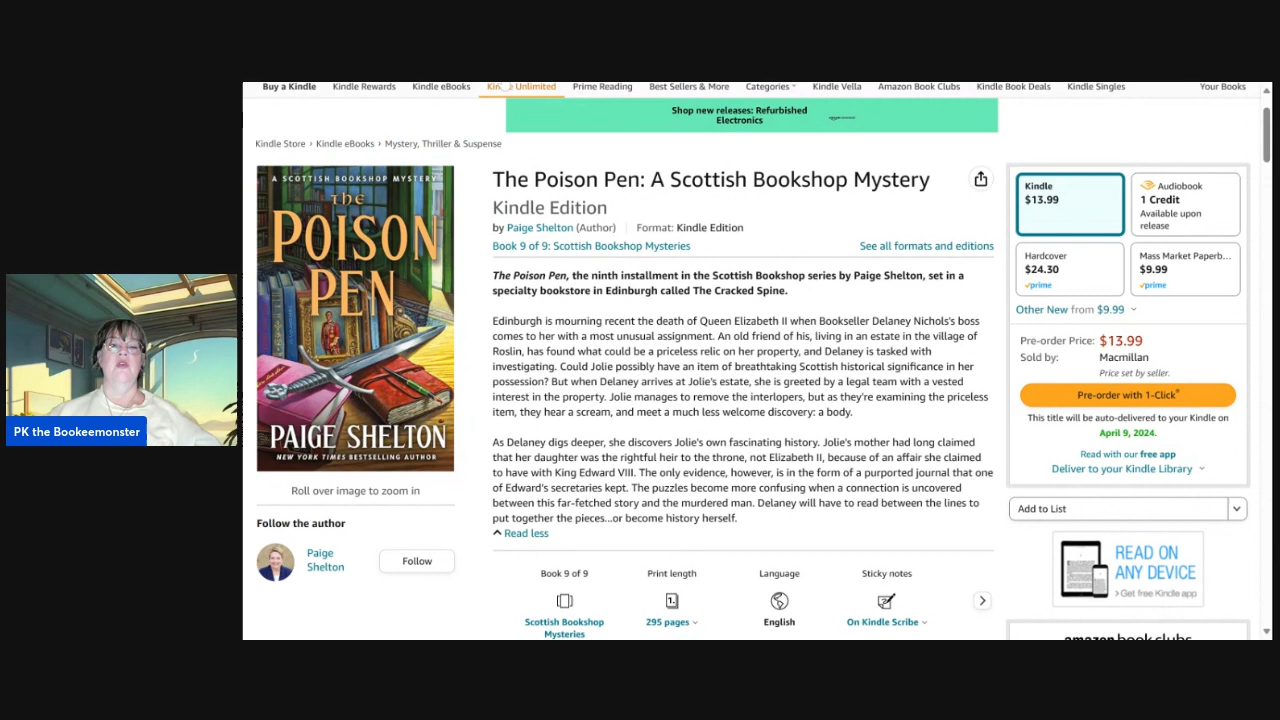 Buy a Kindle Kindle Rewards Kindle eBooks Kindle Unlimited Prime Reading Best Sellers & More Categories Kindle Vella Amazon Book Clubs Kindle Book Deals Kindle Singles Your Books
Shop new releases: Refurbished
Electronics
Kindle Store › Kindle eBooks › Mystery, Thriller & Suspense
A SCOTTISH BOOKSHOP MYSTERY
THE
POISON
PEN
PAIGE SHELTON
NEW YORK TIMES BESTSELLING AUTHOR
Roll over image to zoom in
Follow the author
Paige
Shelton
Follow
The Poison Pen: A Scottish Bookshop Mystery
Kindle Edition
by Paige Shelton (Author) Format: Kindle Edition
Book 9 of 9: Scottish Bookshop Mysteries See all formats and editions
The Poison Pen, the ninth installment in the Scottish Bookshop series by Paige Shelton, set in a
specialty bookstore in Edinburgh called The Cracked Spine.
Edinburgh is mourning recent the death of Queen Elizabeth II when Bookseller Delaney Nichols's boss
comes to her with a most unusual assignment. An old friend of his, living in an estate in the village of
Roslin, has found what could be a priceless relic on her property, and Delaney is tasked with
investigating. Could Jolie possibly have an item of breathtaking Scottish historical significance in her
possession? But when Delaney arrives at Jolie's estate, she is greeted by a legal team with a vested
interest in the property. Jolie manages to remove the interlopers, but as they're examining the priceless
item, they hear a scream, and meet a much less welcome discovery: a body.
As Delaney digs deeper, she discovers Jolie's own fascinating history. Jolie's mother had long claimed
that her daughter was the rightful heir to the throne, not Elizabeth II, because of an affair she claimed
to have with King Edward VIII. The only evidence, however, is in the form of a purported journal that one
of Edward's secretaries kept. The puzzles become more confusing when a connection is uncovered
between this far-fetched story and the murdered man. Delaney will have to read between the lines to
put together the pieces...or become history herself.
Read less
Book 9 of 9
Scottish Bookshop
Mysteries
Print length
1.
295 pages
Language
English
Sticky notes
On Kindle Scribe
Kindle
$13.99
Audiobook
1 Credit
Available upon
release
Hardcover
$24.30
prime
Mass Market Paperb...
$9.99
prime
Other New from $9.99
Pre-order Price: $13.99
Sold by: Macmillan
Price set by seller.
Pre-order with 1-Click®
This title will be auto-delivered to your Kindle on
April 9, 2024.
Read with our free app
Deliver to your Kindle Library
Add to List
READ ON
ANY DEVICE
› Get free Kindle app
amazon book clubs
PK the Bookeemonster